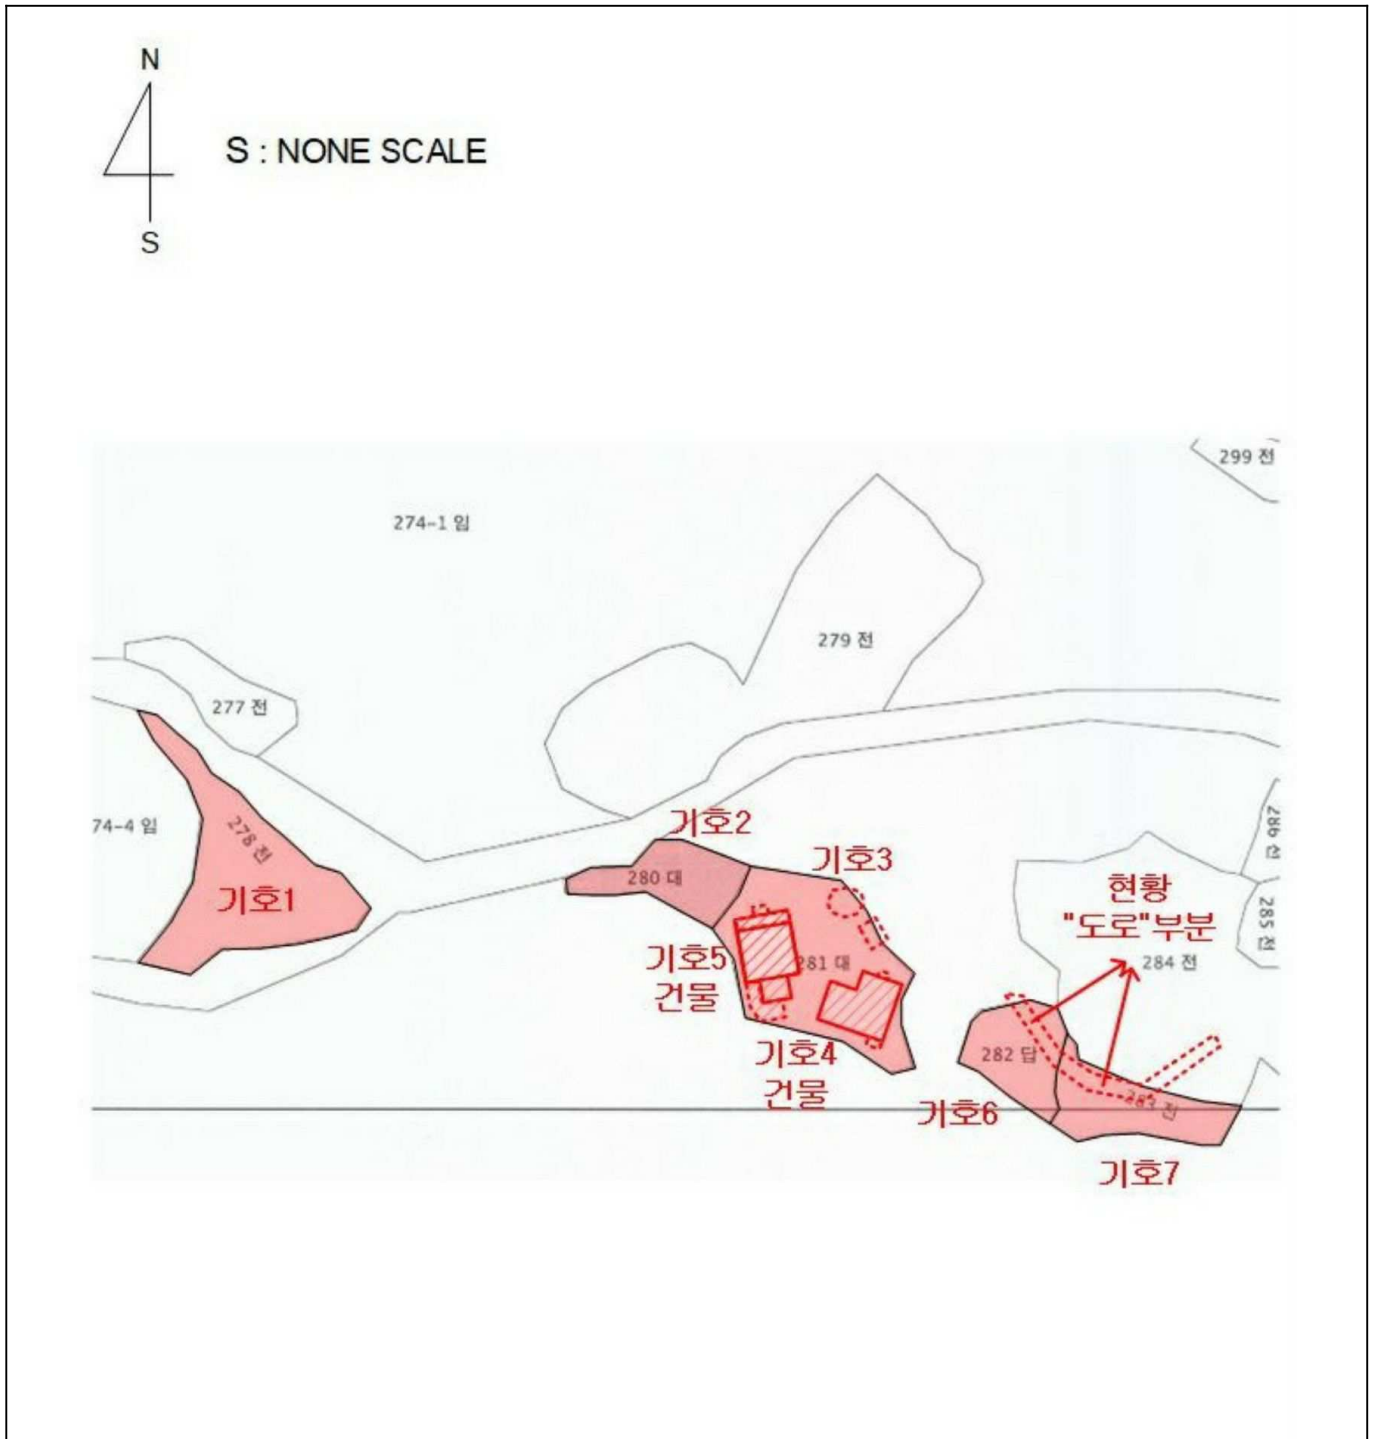 N
S : NONE SCALE
S
299 전
274-1 임
279 전
277 전
74-4 임
278 전
기호1
기호2
280 대
기호3
286 전
285 전
현황
"도로"부분
284 전
기호5
건물
281 대
기호4
건물
282 답
283 전
기호6
기호7